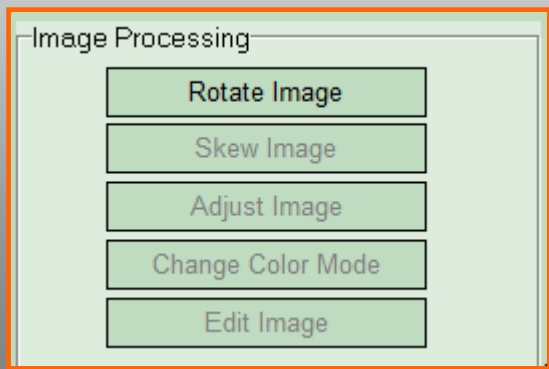 Image Processing
Rotate Image
Skew Image
Adjust Image
Change Color Mode
Edit Image